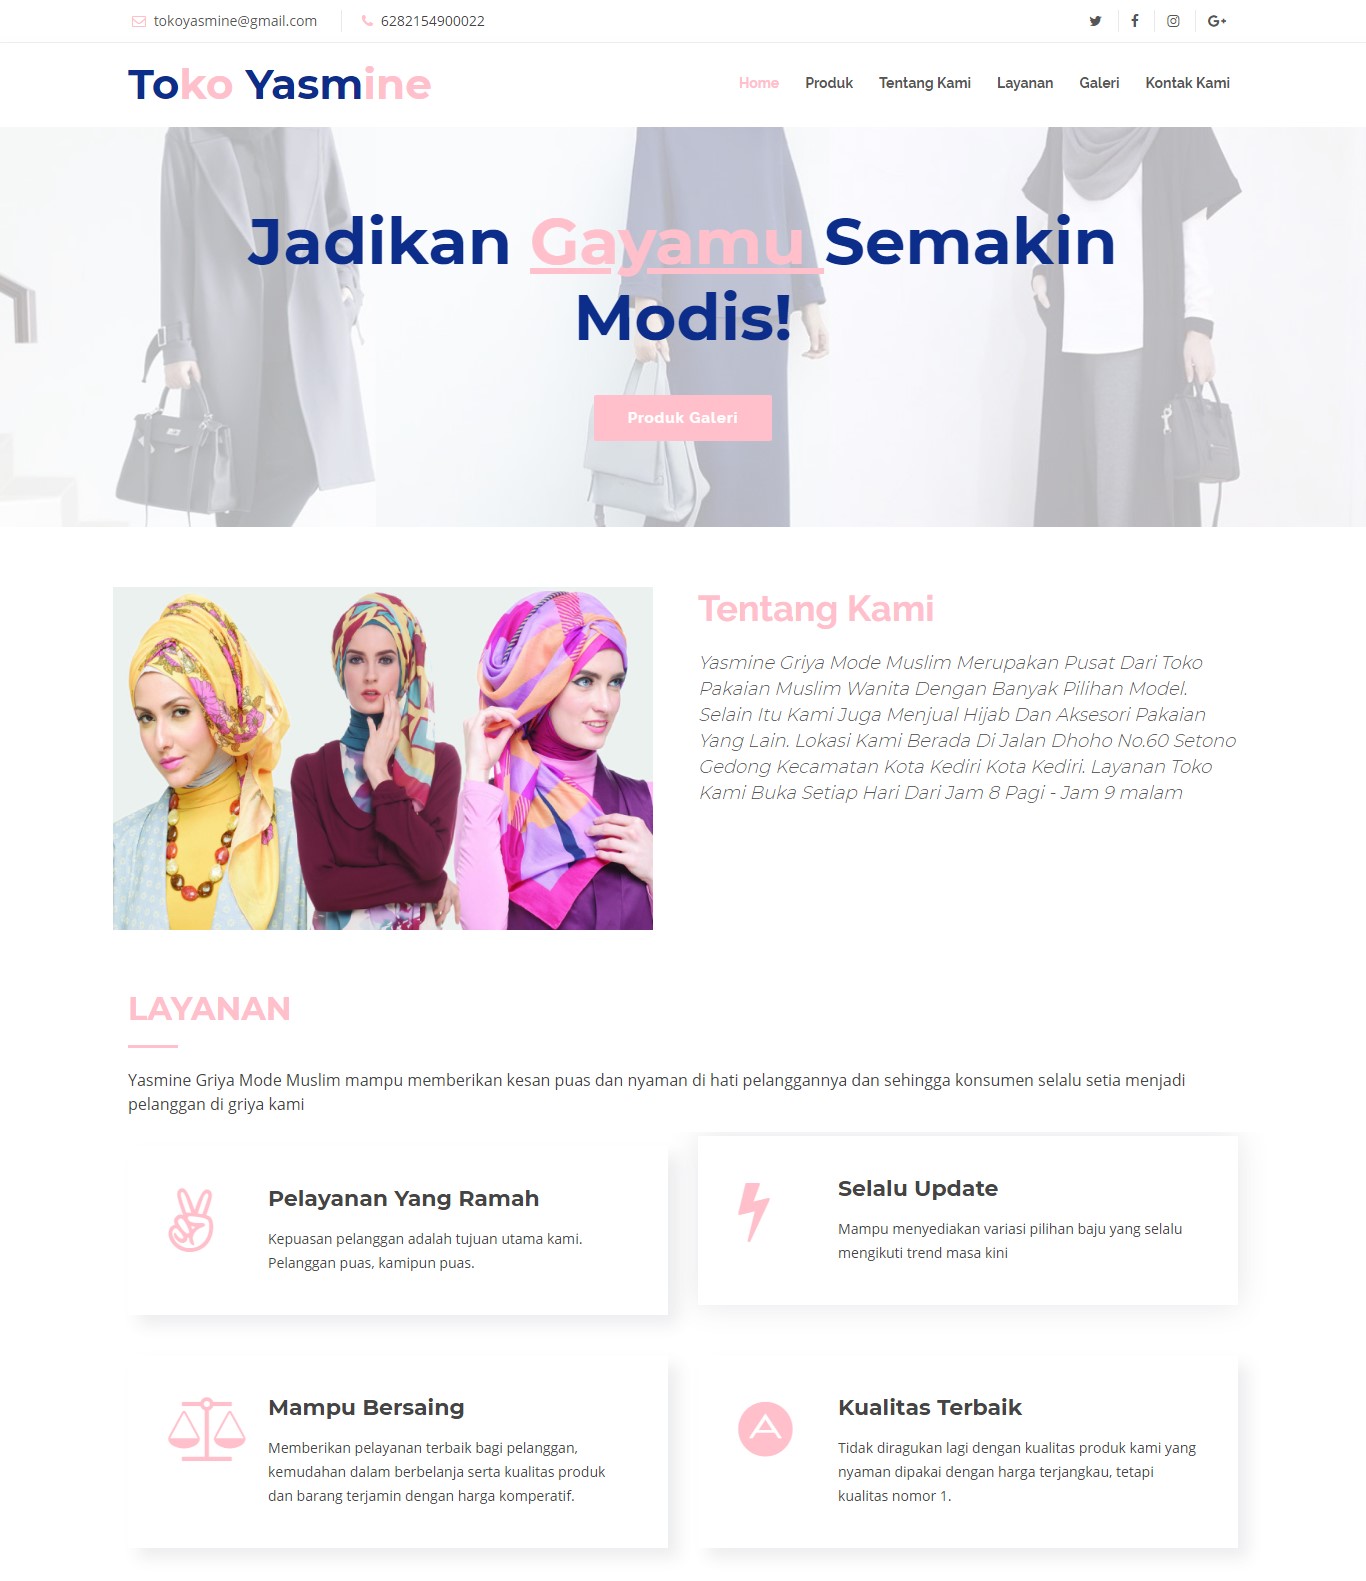 tokoyasmine@gmail.com
6282154900022
Toko Yasmine
Home
Produk
Tentang Kami
Layanan
Galeri
Kontak Kami
Jadikan Gayamu Semakin
Modis!
Produk Galeri
Tentang Kami
Yasmine Griya Mode Muslim Merupakan Pusat Dari Toko
Pakaian Muslim Wanita Dengan Banyak Pilihan Model.
Selain Itu Kami Juga Menjual Hijab Dan Aksesori Pakaian
Yang Lain. Lokasi Kami Berada Di Jalan Dhoho No.60 Setono
Gedong Kecamatan Kota Kediri Kota Kediri. Layanan Toko
Kami Buka Setiap Hari Dari Jam 8 Pagi - Jam 9 malam
LAYANAN
Yasmine Griya Mode Muslim mampu memberikan kesan puas dan nyaman di hati pelanggannya dan sehingga konsumen selalu setia menjadi
pelanggan di griya kami
Pelayanan Yang Ramah
Kepuasan pelanggan adalah tujuan utama kami.
Pelanggan puas, kamipun puas.
Selalu Update
Mampu menyediakan variasi pilihan baju yang selalu
mengikuti trend masa kini
Mampu Bersaing
Memberikan pelayanan terbaik bagi pelanggan,
kemudahan dalam berbelanja serta kualitas produk
dan barang terjamin dengan harga komperatif.
Kualitas Terbaik
Tidak diragukan lagi dengan kualitas produk kami yang
nyaman dipakai dengan harga terjangkau, tetapi
kualitas nomor 1.